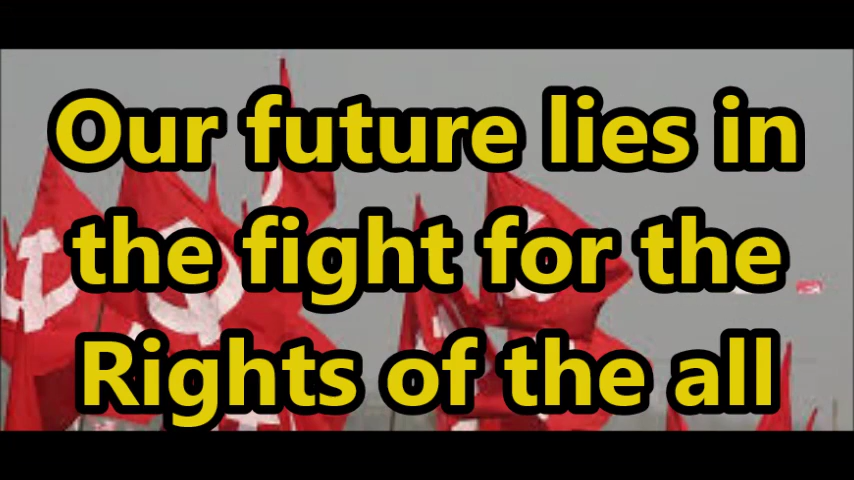 Our future lies in
the fight for the
Rights of the all